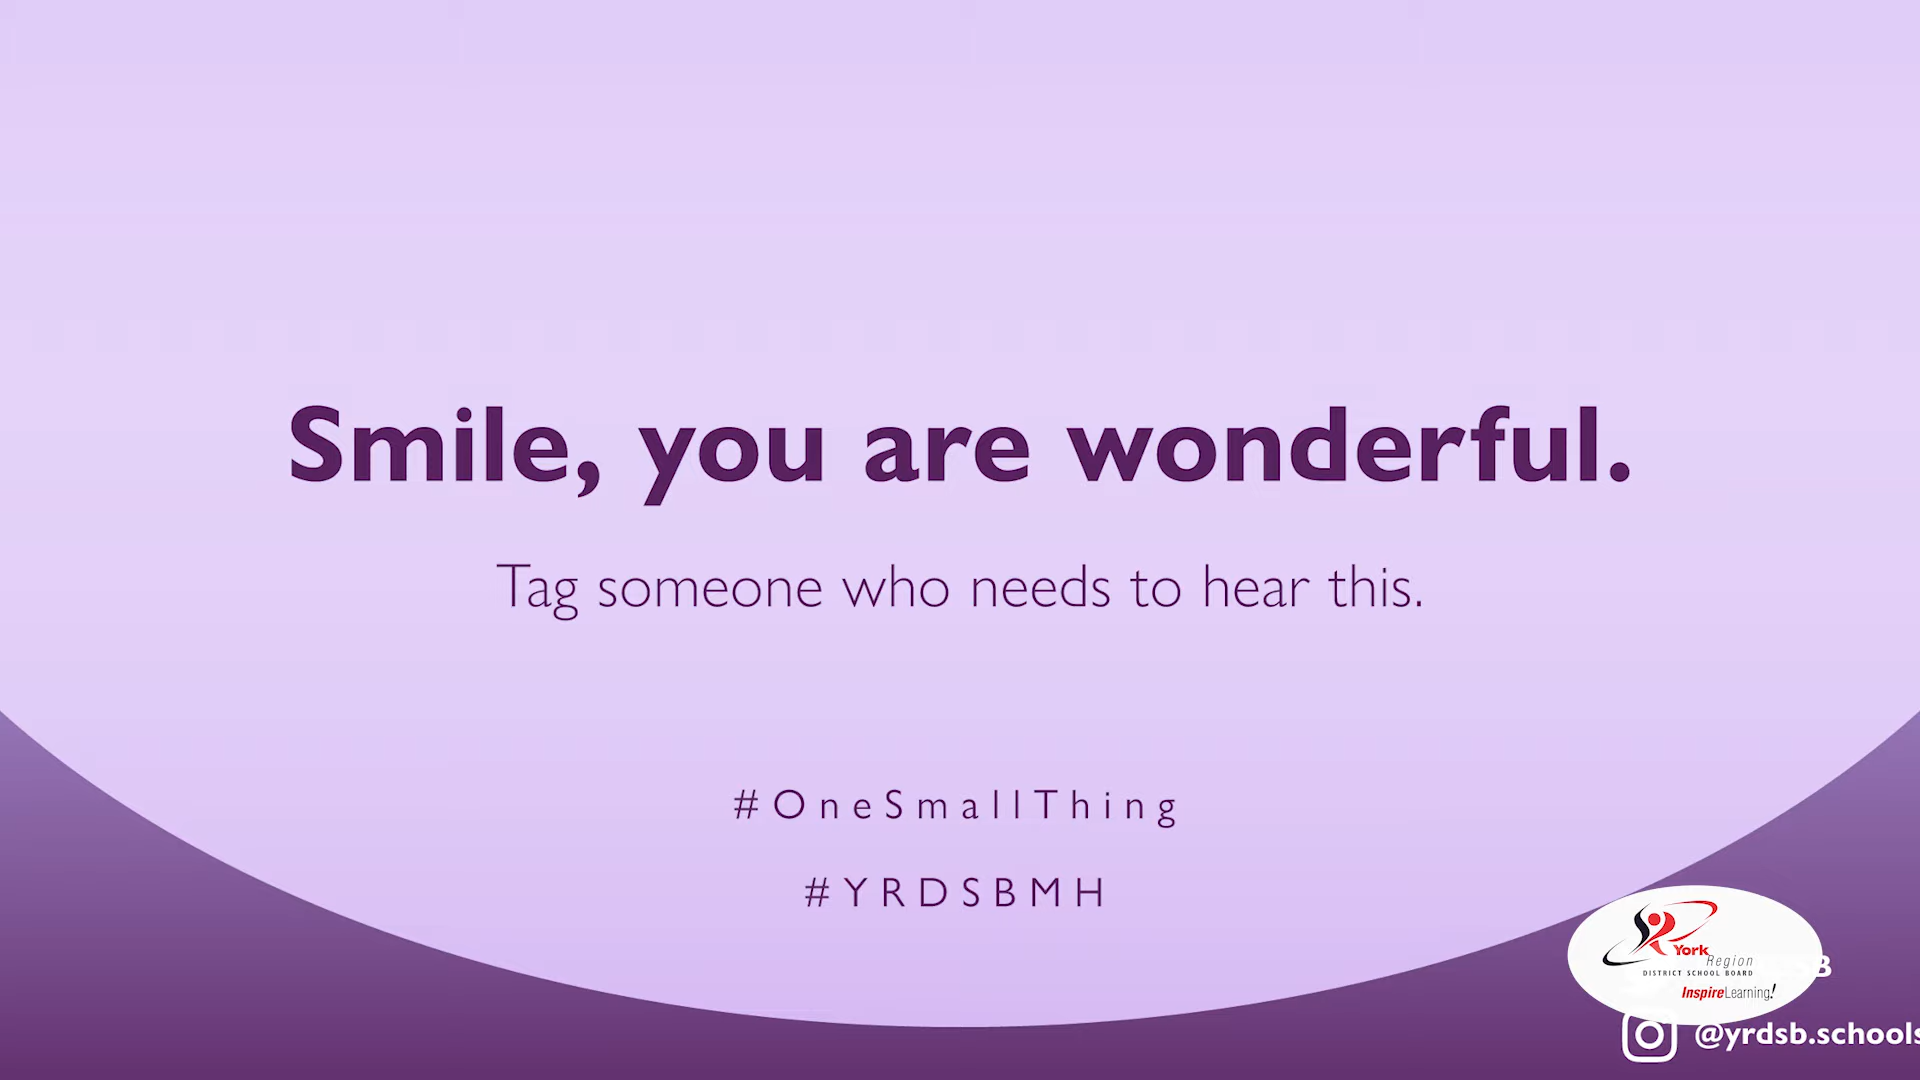 Smile, you are wonderful.
Tag someone who needs to hear this.
#OneSmallThing
#YRDSBMH
York
Region
DISTRICT SCHOOL BOARD
InspireLearning!
@yrdsb.schools